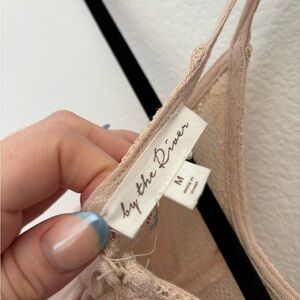 by the River
M
MADE IN
CHINA